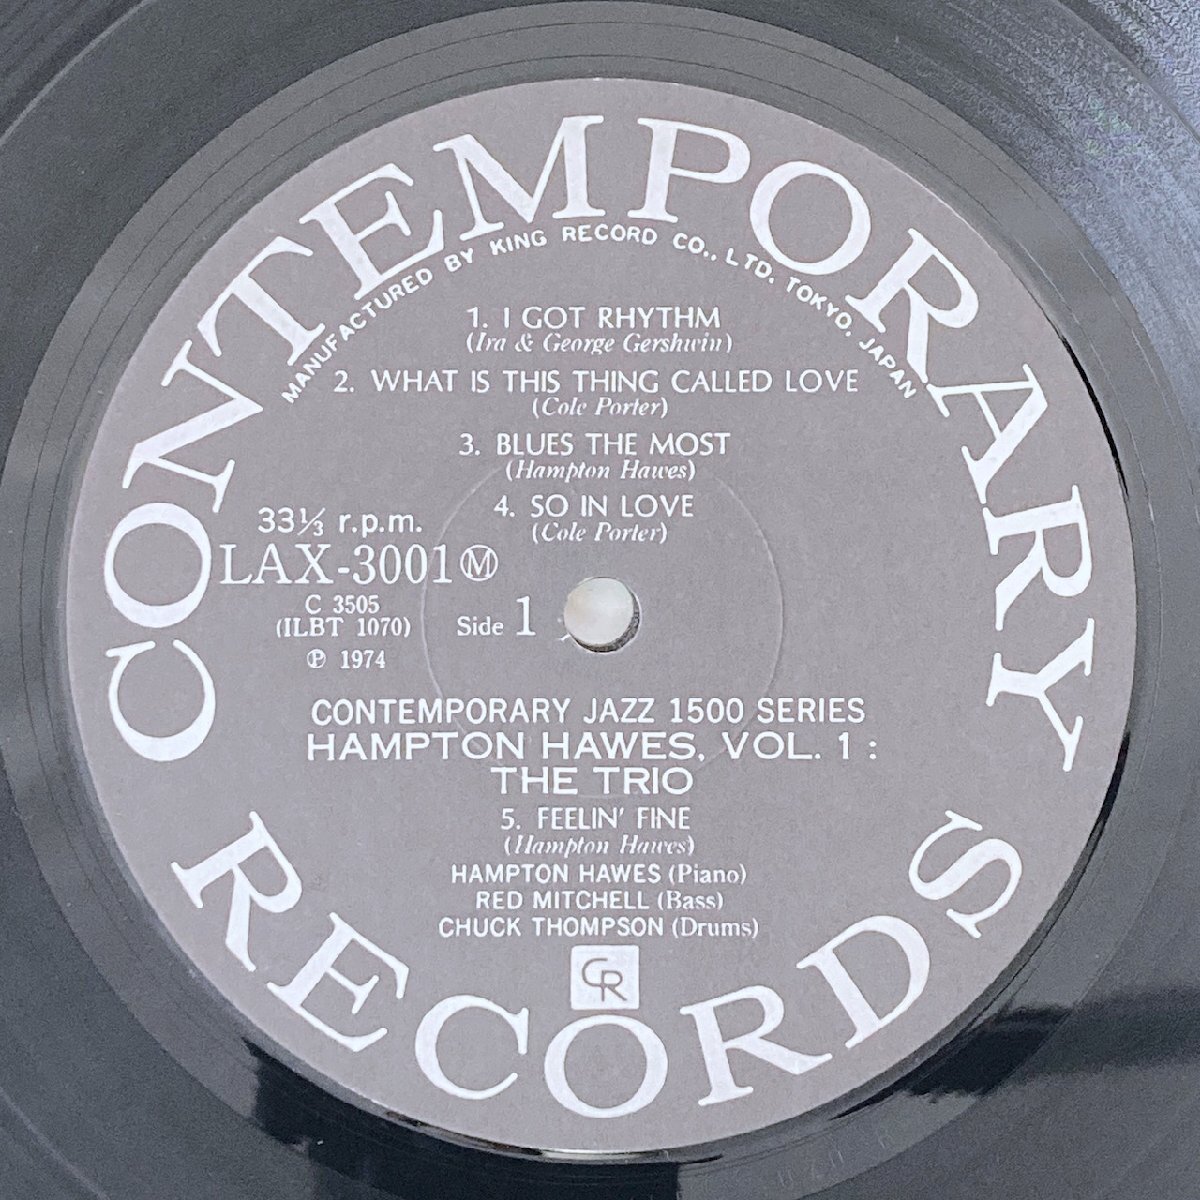 CONTEMPORARY
MANUFACTURED BY KING RECORD CO., LTD. TOKYO. JAPAN
1. I GOT RHYTHM
(Ira & George Gershwin)
2. WHAT IS THIS THING CALLED LOVE
(Cole Porter)
3. BLUES THE MOST
(Hampton Hawes)
4. SO IN LOVE
(Cole Porter)
33⅓ r.p.m.
LAX-3001 Ⓜ
C 3505
(ILBT 1070)
℗ 1974
Side 1
CONTEMPORARY JAZZ 1500 SERIES
HAMPTON HAWES, VOL. 1 :
THE TRIO
5. FEELIN' FINE
(Hampton Hawes)
HAMPTON HAWES (Piano)
RED MITCHELL (Bass)
CHUCK THOMPSON (Drums)
CR
RECORDS